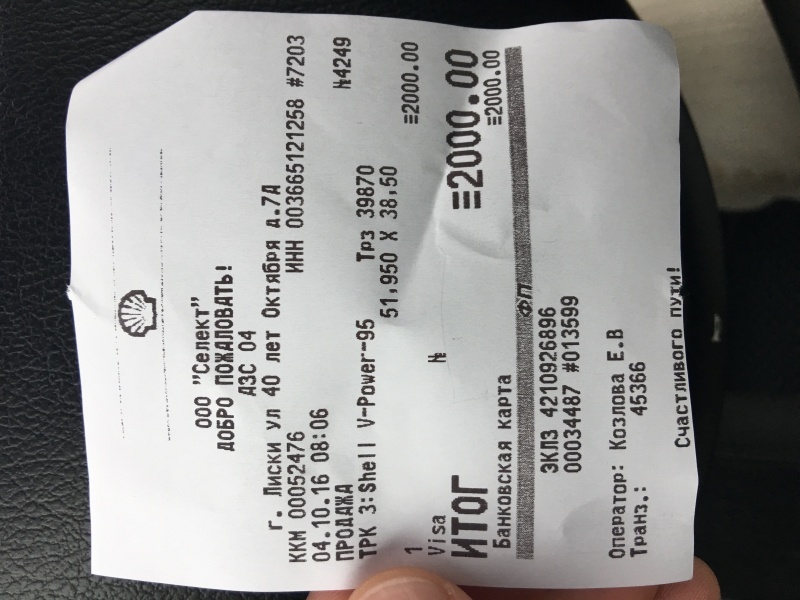 ООО "Селект"
ДОБРО ПОЖАЛОВАТЬ!
АЗС 04
г. Лиски ул 40 лет Октября д.7А
ККМ 00052476 ИНН 003665121258 #7203
04.10.16 08:06
ПРОДАЖА №4249
ТРК 3:Shell V-Power-95 Трз 39870
51,950 X 38,50
1 ≡2000.00
Visa №
ИТОГ ≡2000.00
Банковская карта ≡2000.00
ФП
ЭКЛЗ 4210926896
00034487 #013599
Оператор: Козлова Е.В
Транз.: 45366
Счастливого пути!